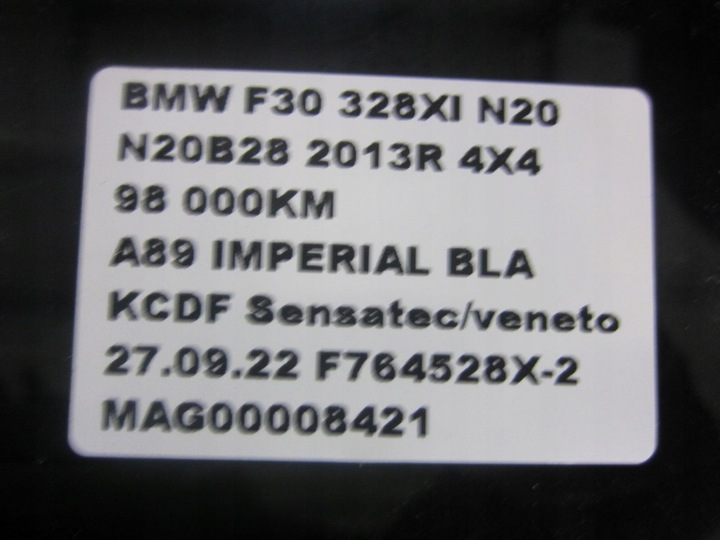 BMW F30 328XI N20
N20B28 2013R 4X4
98 000KM
A89 IMPERIAL BLA
KCDF Sensatec/veneto
27.09.22 F764528X-2
MAG00008421